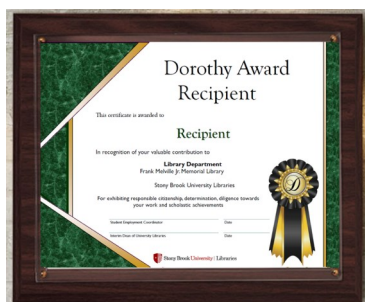 Dorothy Award
Recipient
This certificate is awarded to
Recipient
In recognition of your valuable contribution to
Library Department
Frank Melville Jr. Memorial Library
Stony Brook University Libraries
For exhibiting responsible citizenship, determination, diligence towards
your work and scholastic achievements
Student Employment Coordinator Date
Interim Dean of University Libraries Date
D
Stony Brook University | Libraries